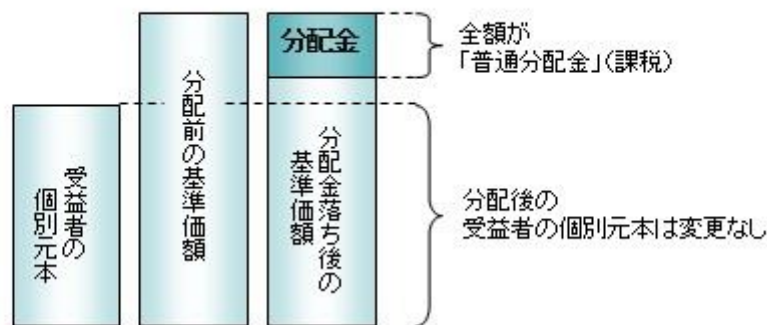 受益者の
個別元本
分配前の基準価額
分配金
分配金落ち後の
基準価額
全額が
「普通分配金」(課税)
分配後の
受益者の個別元本は変更なし